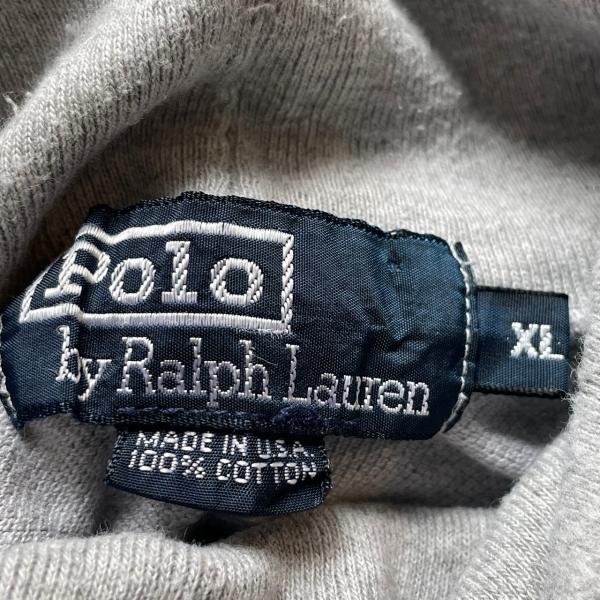 Polo
by Ralph Lauren
XL
MADE IN U.S.A.
100% COTTON